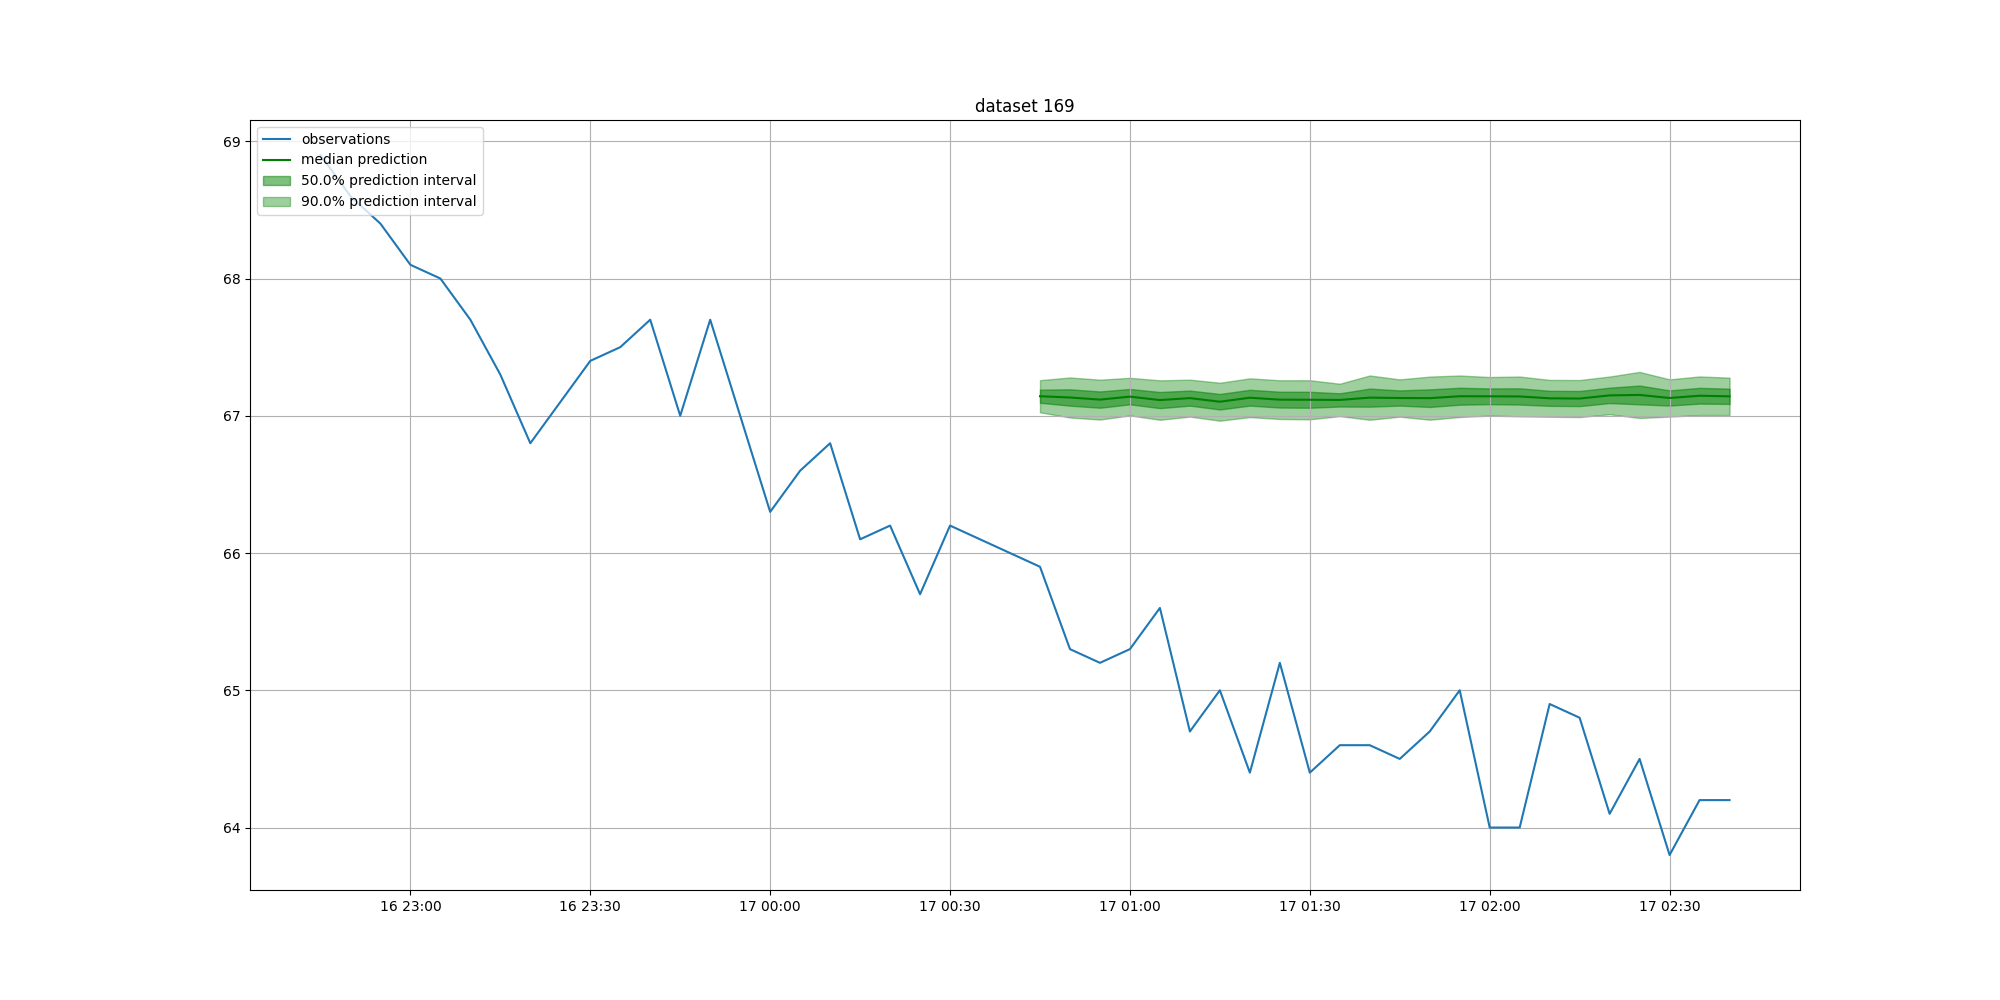 dataset 169
observations
median prediction
50.0% prediction interval
90.0% prediction interval
69
68
67
66
65
64
16 23:00
16 23:30
17 00:00
17 00:30
17 01:00
17 01:30
17 02:00
17 02:30